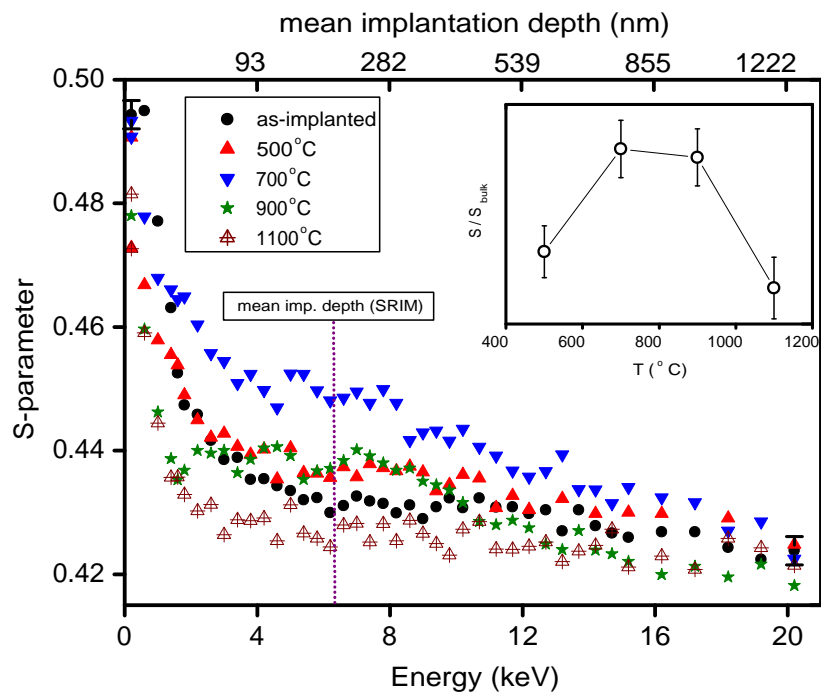 mean implantation depth (nm)
93 282 539 855 1222
0.50
0.48
0.46
0.44
0.42
S-parameter
as-implanted
500°C
700°C
900°C
1100°C
mean imp. depth (SRIM)
S/S bulk
400 600 800 1000 1200
T (°C)
0 4 8 12 16 20
Energy (keV)